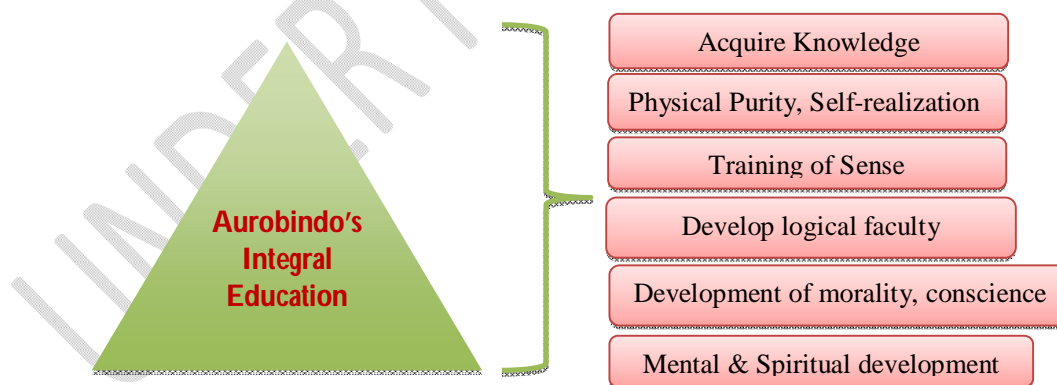 Aurobindo's
Integral
Education
Acquire Knowledge
Physical Purity, Self-realization
Training of Sense
Develop logical faculty
Development of morality, conscience
Mental & Spiritual development
UNDER